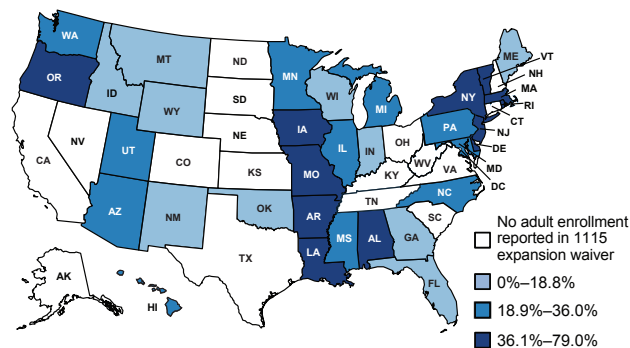 WA
MT
ND
MN
ME
VT
NH
OR
ID
SD
WI
MI
NY
MA
RI
WY
IA
PA
CT
NJ
NE
IL
IN
OH
DE
MD
NV
UT
CO
KS
MO
WV
VA
DC
CA
KY
NC
AZ
NM
OK
AR
TN
SC
MS
AL
GA
TX
LA
FL
AK
HI
No adult enrollment
reported in 1115
expansion waiver
0%–18.8%
18.9%–36.0%
36.1%–79.0%